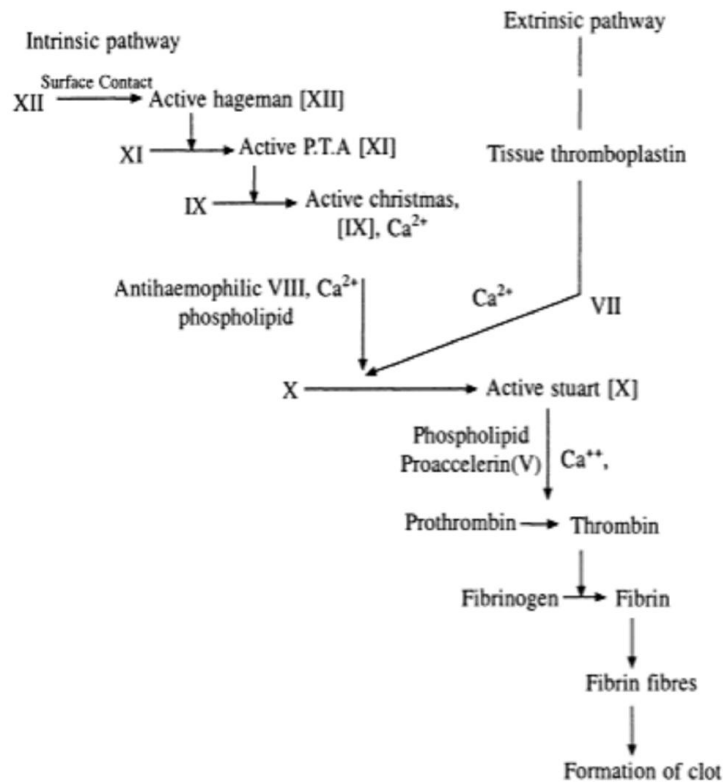 Extrinsic pathway
Intrinsic pathway
Surface Contact
XII Active hageman [XII]
XI Active P.T.A [XI] Tissue thromboplastin
IX Active christmas,
[IX], Ca²⁺
Antihaemophilic VIII, Ca²⁺
phospholipid
Ca²⁺ VII
X Active stuart [X]
Phospholipid
Proaccelerin(V) Ca⁺⁺,
Prothrombin Thrombin
Fibrinogen Fibrin
Fibrin fibres
Formation of clot